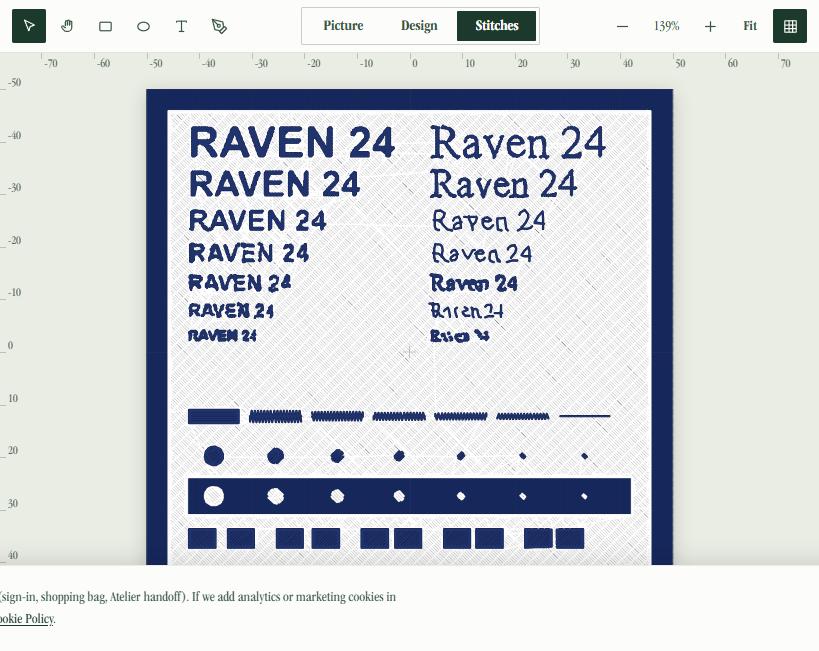 Picture Design Stitches 139% Fit
-70 -60 -50 -40 -30 -20 -10 0 10 20 30 40 50 60 70
-50
-40
-30
-20
-10
0
10
20
30
40
RAVEN 24 Raven 24
RAVEN 24 Raven 24
RAVEN 24 Raven 24
RAVEN 24 Raven 24
RAVEN 24 Raven 24
RAVEN 24
RAVEN 24
(sign-in, shopping bag, Atelier handoff). If we add analytics or marketing cookies in
ookie Policy.